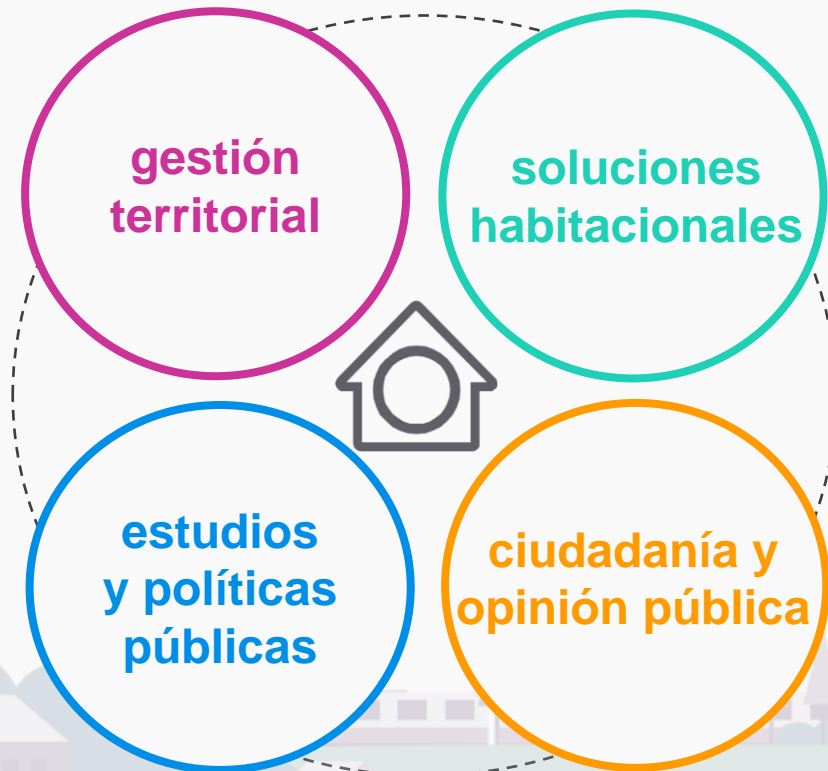 gestión
territorial
soluciones
habitacionales
estudios
y políticas
públicas
ciudadanía y
opinión pública